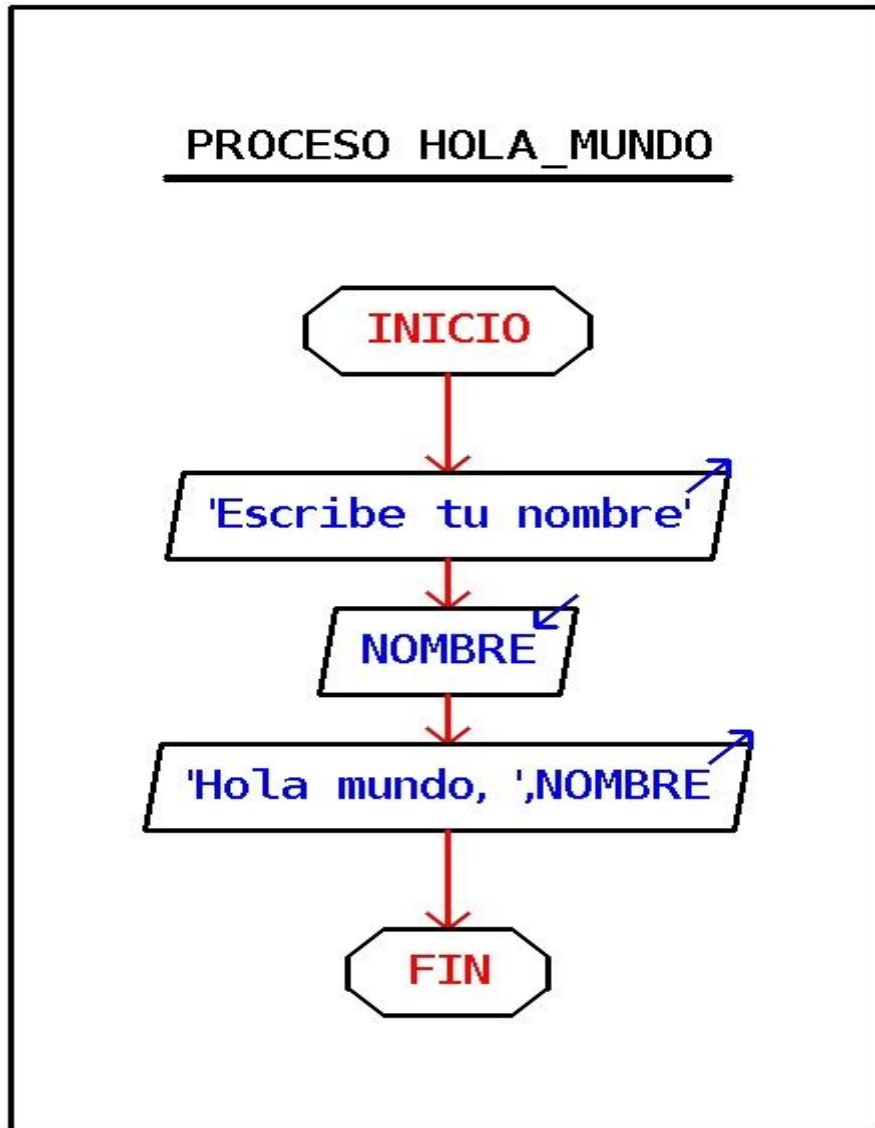 PROCESO HOLA_MUNDO
INICIO
'Escribe tu nombre'
NOMBRE
'Hola mundo, ',NOMBRE
FIN